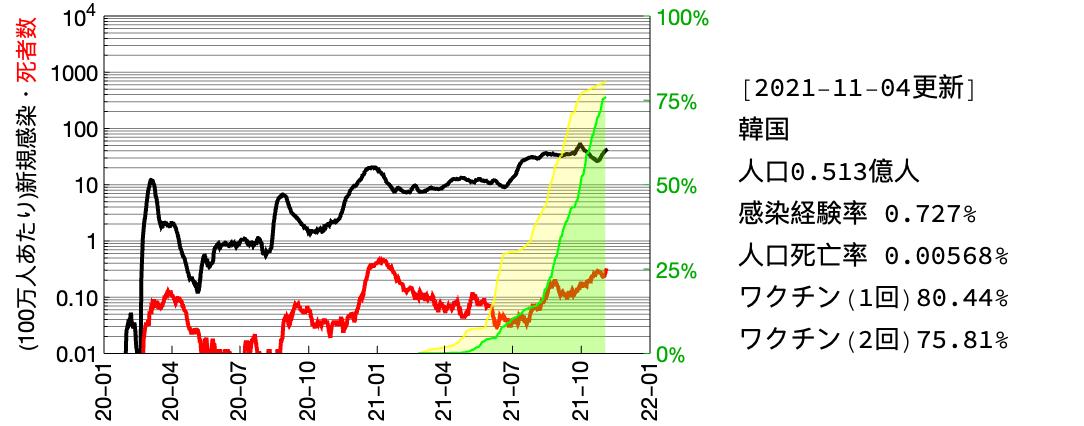 (100万人あたり)新規感染・死者数
10^4
1000
100
10
1
0.10
0.01
100%
75%
50%
25%
0%
20-01
20-04
20-07
20-10
21-01
21-04
21-07
21-10
22-01
[2021-11-04更新]
韓国
人口0.513億人
感染経験率 0.727%
人口死亡率 0.00568%
ワクチン(1回)80.44%
ワクチン(2回)75.81%